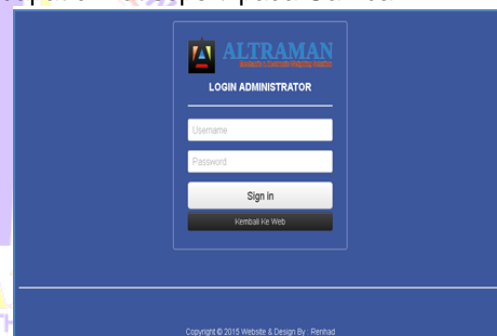 ALTRAMAN
LOGIN ADMINISTRATOR
Username
Password
Sign in
Kembali Ke Web
Copyright © 2015 Website & Design By : Renhad